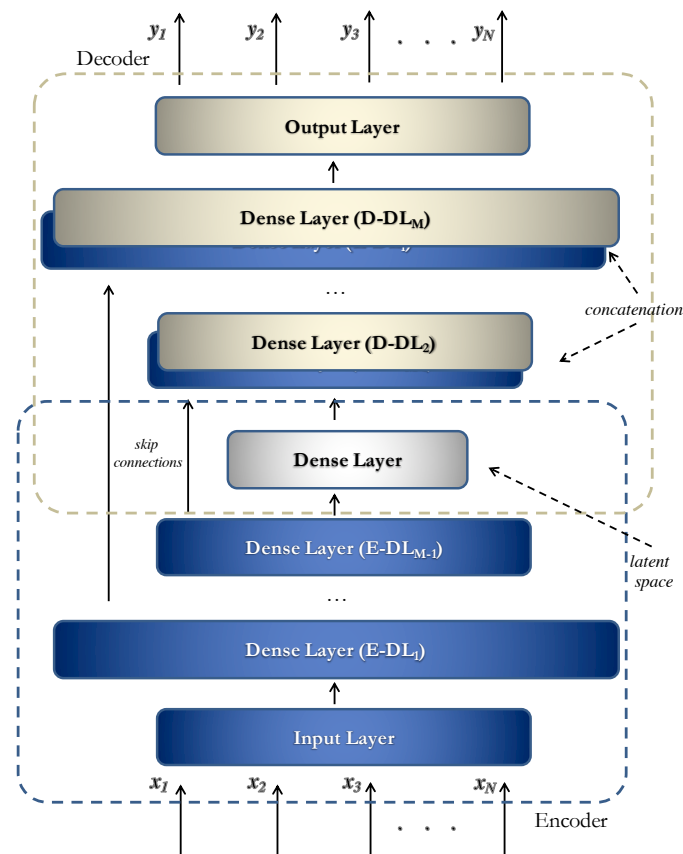 y1 y2 y3 . . . yN
Decoder
Output Layer
Dense Layer (D-DLM)
...
concatenation
Dense Layer (D-DL2)
skip
connections
Dense Layer
Dense Layer (E-DLM-1)
latent
space
...
Dense Layer (E-DL1)
Input Layer
x1 x2 x3 xN
. . .
Encoder